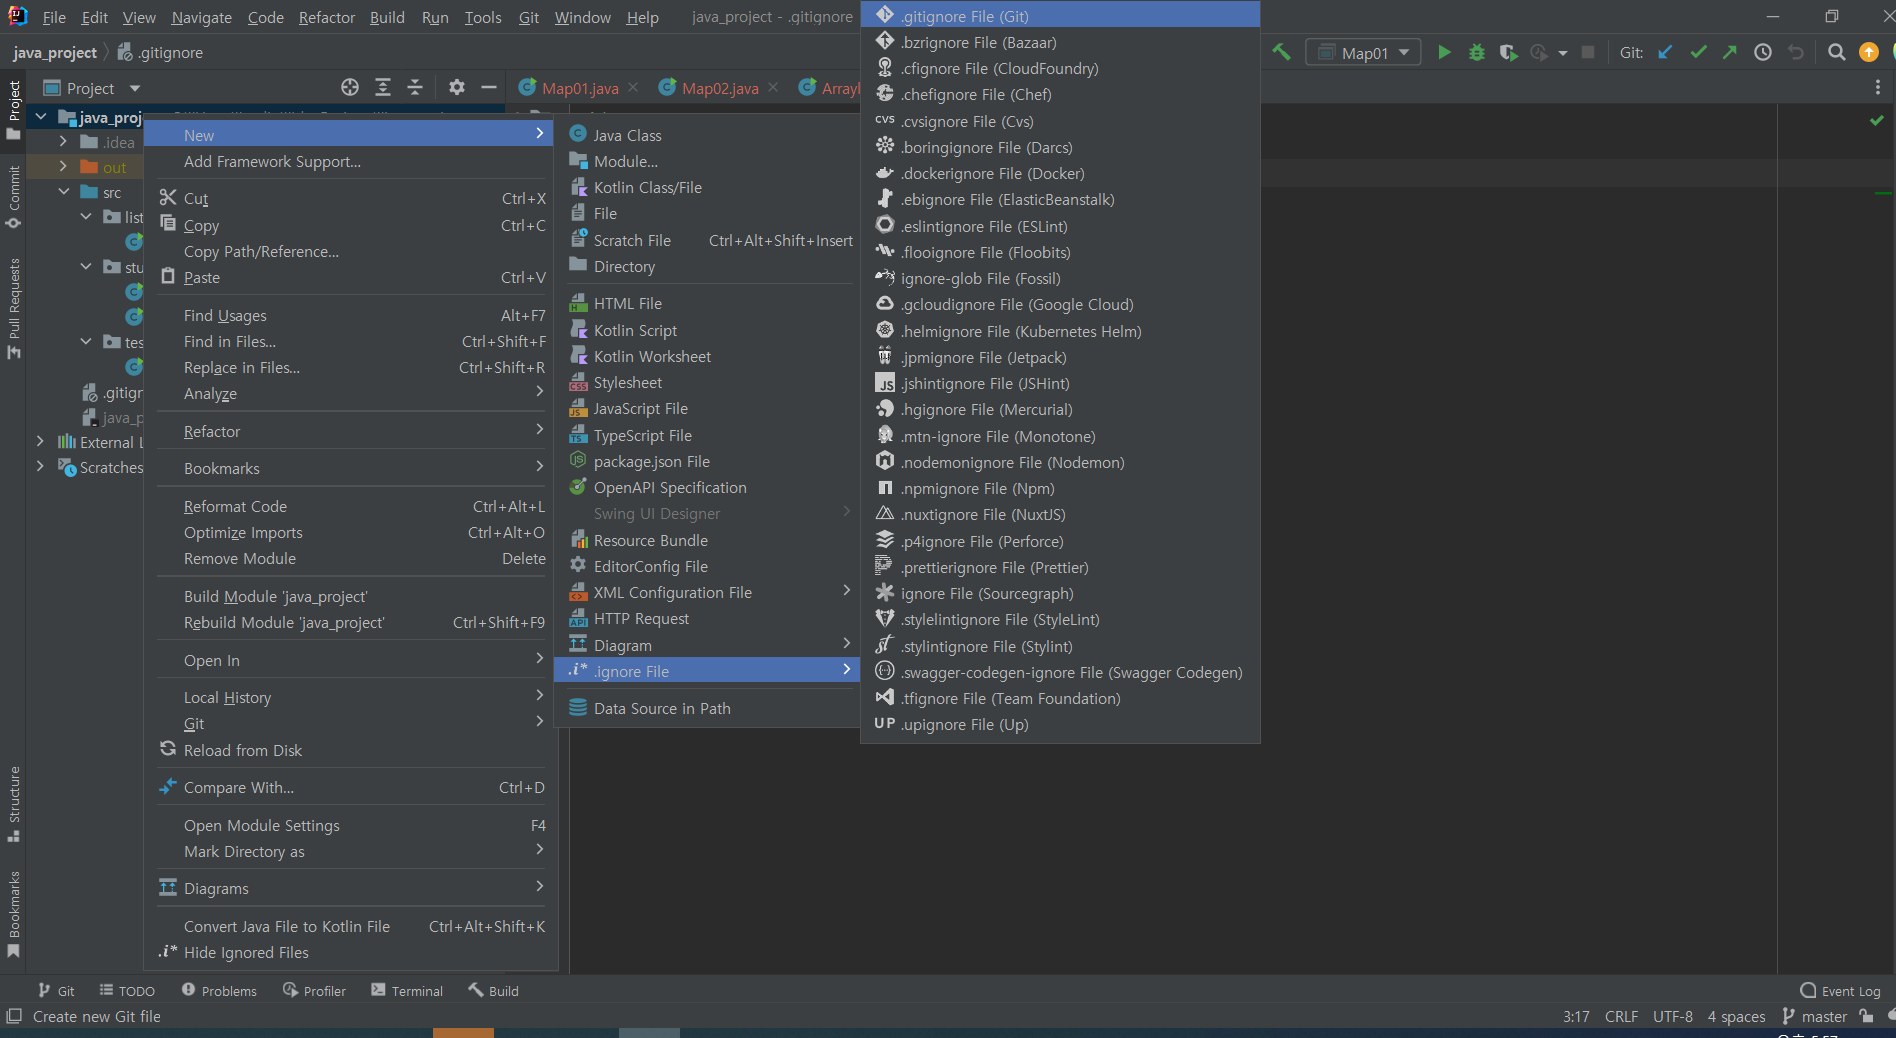 File Edit View Navigate Code Refactor Build Run Tools Git Window Help java_project - .gitignore
java_project .gitignore
Map01
Git:
Project
Map01.java
Map02.java
Project
Commit
Pull Requests
Structure
Bookmarks
.idea
out
src
External
Scratches
New
Add Framework Support...
Cut Ctrl+X
Copy Ctrl+C
Copy Path/Reference...
Paste Ctrl+V
Find Usages Alt+F7
Find in Files... Ctrl+Shift+F
Replace in Files... Ctrl+Shift+R
Analyze
Refactor
Bookmarks
Reformat Code Ctrl+Alt+L
Optimize Imports Ctrl+Alt+O
Remove Module Delete
Build Module 'java_project'
Rebuild Module 'java_project' Ctrl+Shift+F9
Open In
Local History
Git
Reload from Disk
Compare With... Ctrl+D
Open Module Settings F4
Mark Directory as
Diagrams
Convert Java File to Kotlin File Ctrl+Alt+Shift+K
.i* Hide Ignored Files
Java Class
Module...
Kotlin Class/File
File
Scratch File Ctrl+Alt+Shift+Insert
Directory
HTML File
Kotlin Script
Kotlin Worksheet
Stylesheet
JavaScript File
TypeScript File
package.json File
OpenAPI Specification
Swing UI Designer
Resource Bundle
EditorConfig File
XML Configuration File
HTTP Request
Diagram
.i* .ignore File
Data Source in Path
.gitignore File (Git)
.bzrignore File (Bazaar)
.cfignore File (CloudFoundry)
.chefignore File (Chef)
CVS .cvsignore File (Cvs)
.boringignore File (Darcs)
.dockerignore File (Docker)
.ebignore File (ElasticBeanstalk)
.eslintignore File (ESLint)
.flooignore File (Floobits)
ignore-glob File (Fossil)
.gcloudignore File (Google Cloud)
.helmignore File (Kubernetes Helm)
.jpmignore File (Jetpack)
JS .jshintignore File (JSHint)
.hgignore File (Mercurial)
.mtn-ignore File (Monotone)
.nodemonignore File (Nodemon)
.npmignore File (Npm)
.nuxtignore File (NuxtJS)
.p4ignore File (Perforce)
.prettierignore File (Prettier)
ignore File (Sourcegraph)
.stylelintignore File (StyleLint)
.stylintignore File (Stylint)
.swagger-codegen-ignore File (Swagger Codegen)
.tfignore File (Team Foundation)
UP .upignore File (Up)
Git TODO Problems Profiler Terminal Build Event Log
Create new Git file 3:17 CRLF UTF-8 4 spaces master